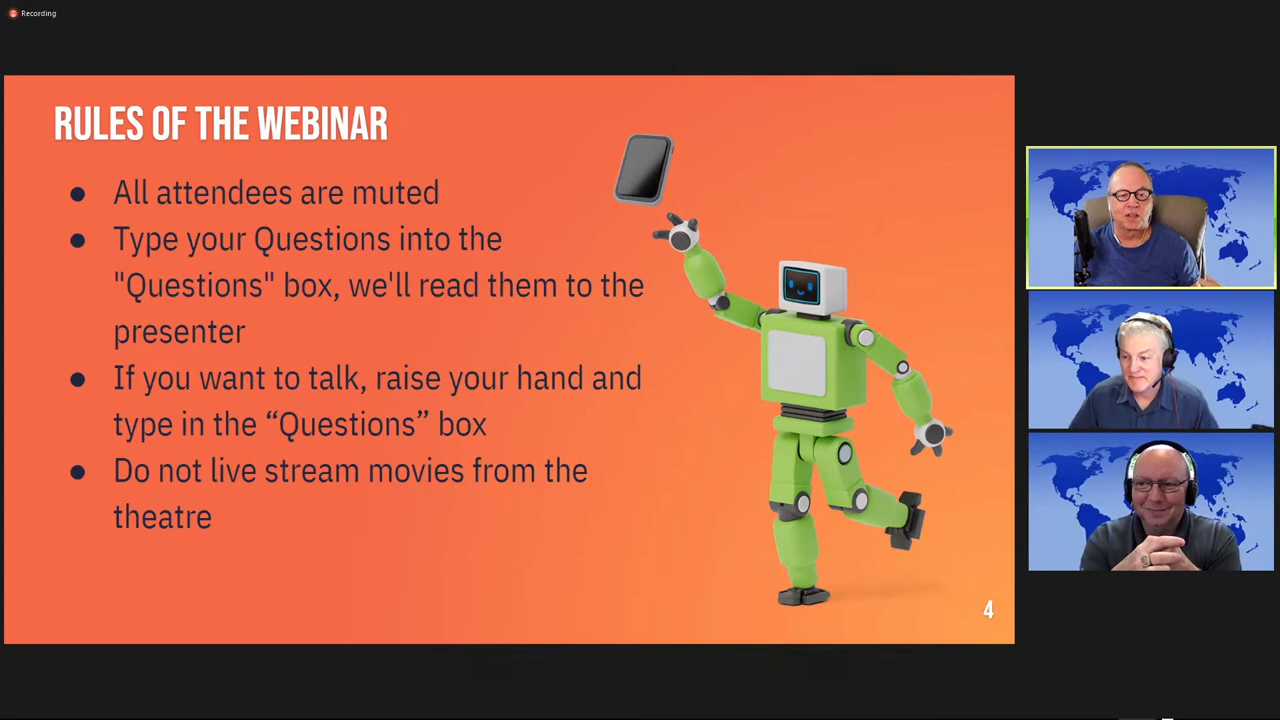 Recording
RULES OF THE WEBINAR
● All attendees are muted
● Type your Questions into the
"Questions" box, we'll read them to the
presenter
● If you want to talk, raise your hand and
type in the “Questions” box
● Do not live stream movies from the
theatre
4